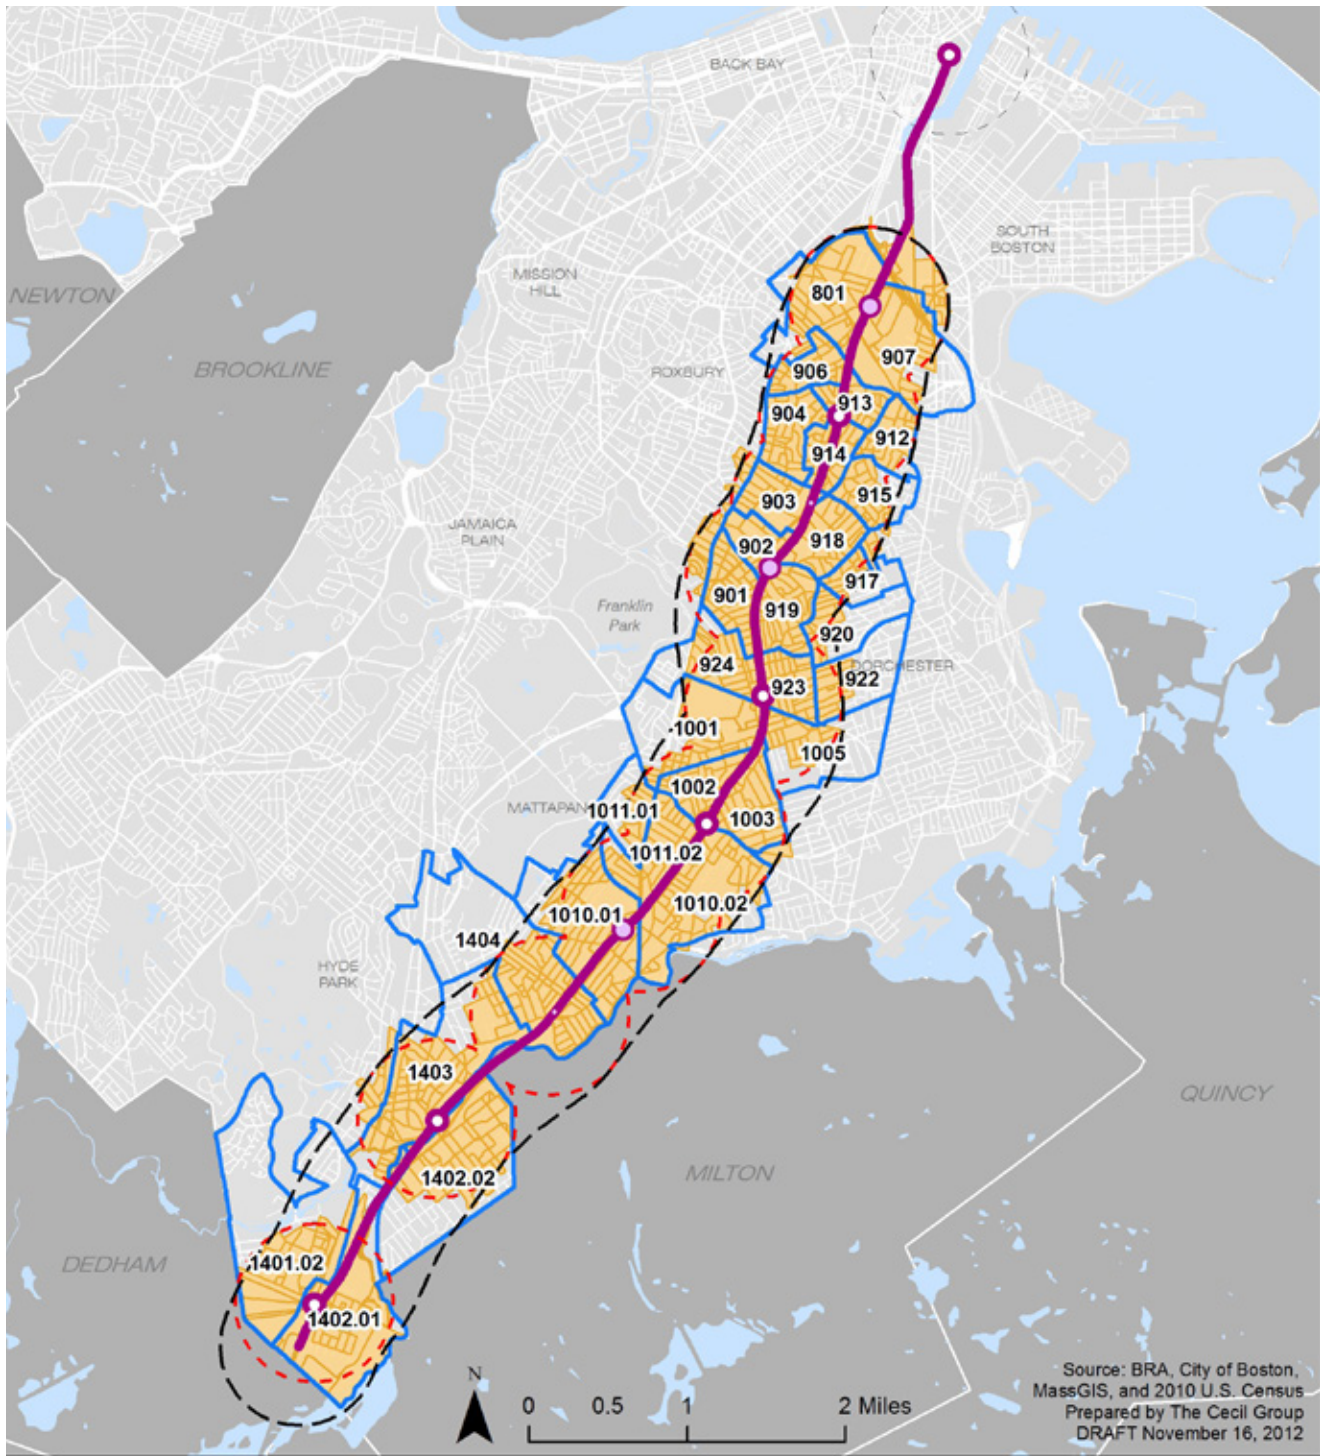 BACK BAY
SOUTH
BOSTON
MISSION
HILL
801
NEWTON
907
BROOKLINE
906
ROXBURY
913
904
912
914
915
903
JAMAICA
PLAIN
918
902
917
901
Franklin
Park
919
920
924
DORCHESTER
922
923
1001
1005
1002
MATTAPAN
1011.01
1003
1011.02
1010.02
1010.01
1404
HYDE
PARK
1403
QUINCY
1402.02
MILTON
DEDHAM
1401.02
1402.01
N
0 0.5 1 2 Miles
Source: BRA, City of Boston,
MassGIS, and 2010 U.S. Census
Prepared by The Cecil Group
DRAFT November 16, 2012